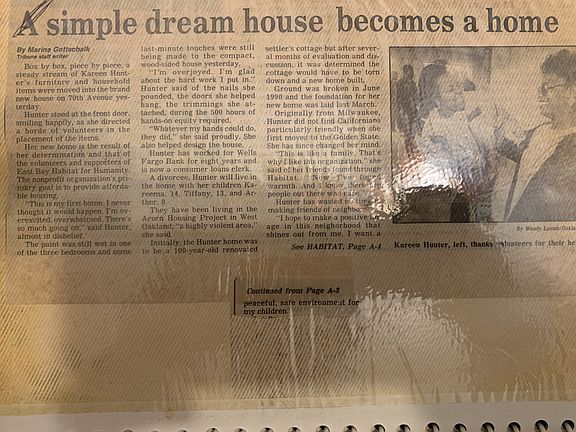 A simple dream house becomes a home
By Marina Gottschalk
Tribune staff writer
Box by box, piece by piece, a
steady stream of Kareen Hunt-
er's furniture and household
items were moved into the brand
new house on 70th Avenue yes-
terday.
Hunter stood at the front door,
smiling happily, as she directed
a horde of volunteers in the
placement of the items.
Her new home is the result of
her determination and that of
the volunteers and supporters of
East Bay Habitat for Humanity.
The nonprofit organization's pri-
mary goal is to provide afford-
able housing.
"This is my first home. I never
thought it would happen. I'm ov-
erexcited, overwhelmed. There's
so much going on," said Hunter,
almost in disbelief.
The paint was still wet in one
of the three bedrooms and some
last-minute touches were still
being made to the compact,
wood-sided house yesterday.
"I'm overjoyed. I'm glad
about the hard work I put in,"
Hunter said of the nails she
pounded, the doors she helped
hang, the trimmings she at-
tached, during the 500 hours of
hands-on equity required.
"Whatever my hands could do,
they did," she said proudly. She
also helped design the house.
Hunter has worked for Wells
Fargo Bank for eight years and
is now a consumer loans clerk.
A divorcee, Hunter will live in
the home with her children Ka-
reema, 14, Tiffany, 13, and Ar-
thur, 8.
They have been living in the
Acorn Housing Project in West
Oakland, "a highly violent area,"
she said.
Initially, the Hunter home was
to be a 100-year-old renovated
settler's cottage but after sever-
al months of evaluation and dis-
cussion, it was determined the
cottage would have to be torn
down and a new home built.
Ground was broken in June
1990 and the foundation for her
new home was laid last March.
Originally from Milwaukee,
Hunter did not find Californians
particularly friendly when she
first moved to the Golden State.
She has since changed her mind.
"This is like a family. That's
why I like this organization," she
said of her friends found through
Habitat. "Now I've found
warmth. And I know there are
people out there who care."
Hunter has wasted no time
making friends of neighbors.
"I hope to make a positive
age in this neighborhood that
shines out from me. I want a
See HABITAT, Page A-4
By Wendy Lamm/Oakla
Kareen Hunter, left, thanks volunteers for their he
Continued from Page A-3
peaceful, safe environment for
my children."